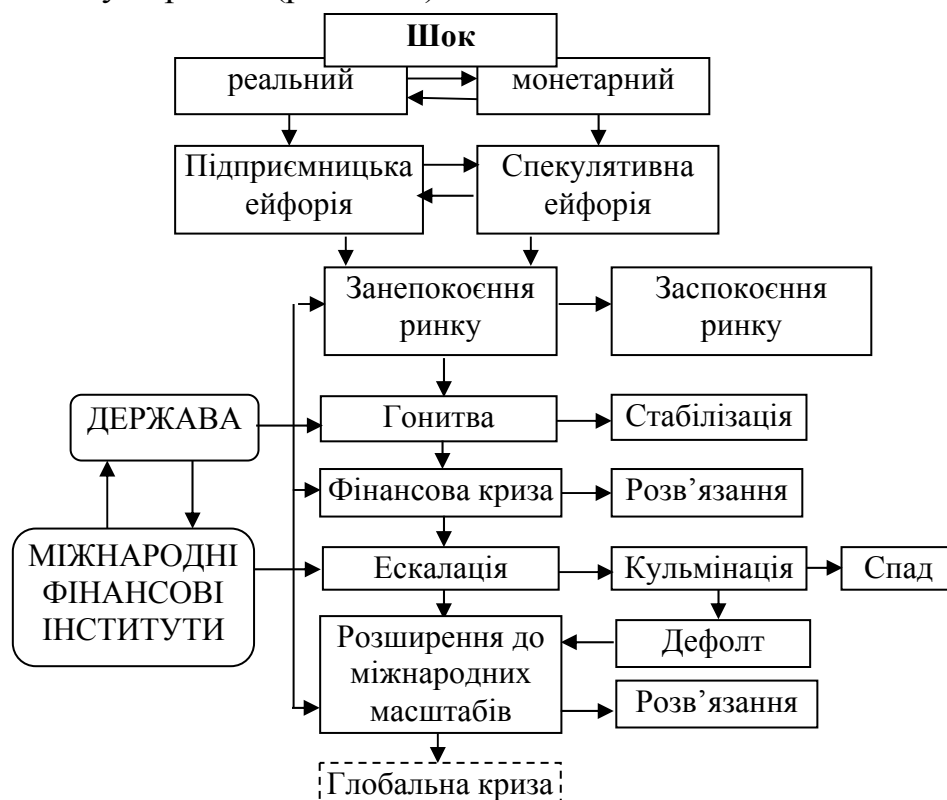 Шок
реальний
монетарний
Підприємницька
ейфорія
Спекулятивна
ейфорія
Занепокоєння
ринку
Заспокоєння
ринку
ДЕРЖАВА
Гонитва
Стабілізація
Фінансова криза
Розв’язання
МІЖНАРОДНІ
ФІНАНСОВІ
ІНСТИТУТИ
Ескалація
Кульмінація
Спад
Розширення до
міжнародних
масштабів
Дефолт
Розв’язання
Глобальна криза